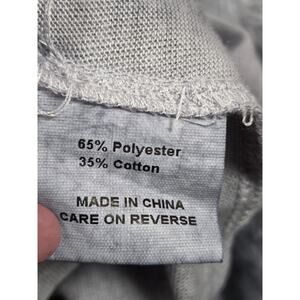 65% Polyester
35% Cotton
MADE IN CHINA
CARE ON REVERSE